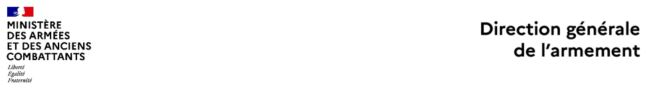 MINISTÈRE
DES ARMÉES
ET DES ANCIENS
COMBATTANTS
Liberté
Égalité
Fraternité
Direction générale
de l'armement